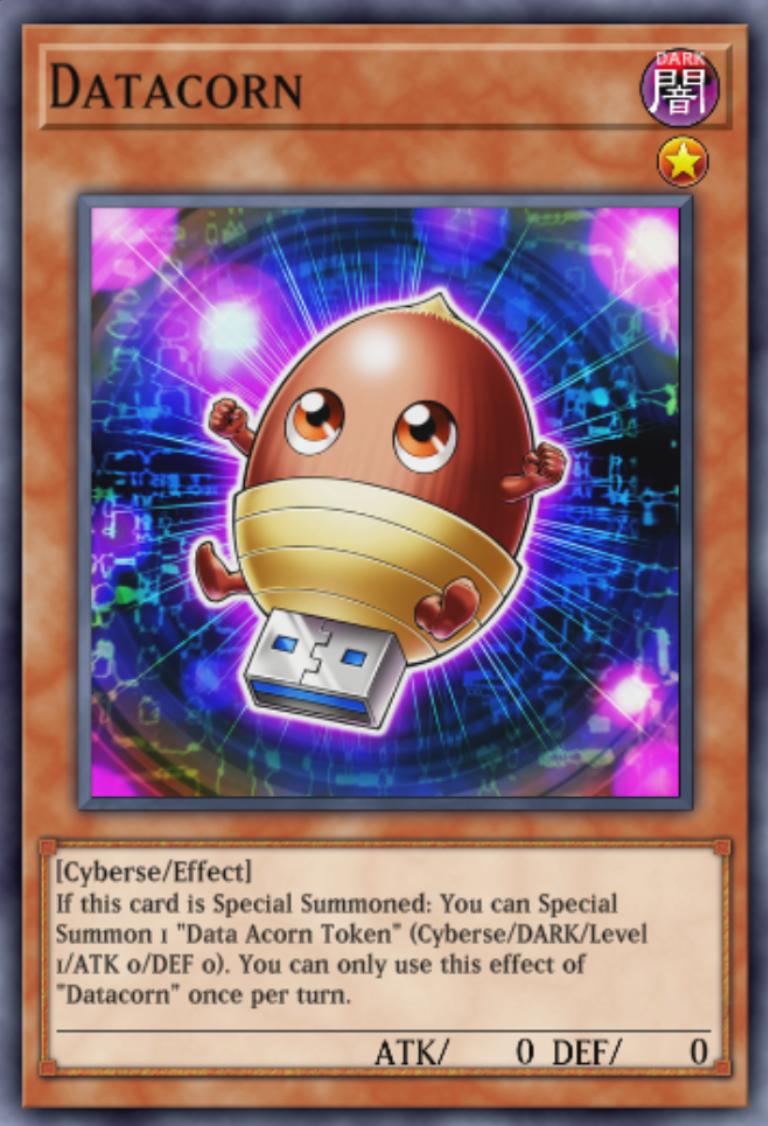 DATACORN
DARK
闇
[Cyberse/Effect]
If this card is Special Summoned: You can Special
Summon 1 "Data Acorn Token" (Cyberse/DARK/Level
1/ATK 0/DEF 0). You can only use this effect of
"Datacorn" once per turn.
ATK/ 0 DEF/ 0